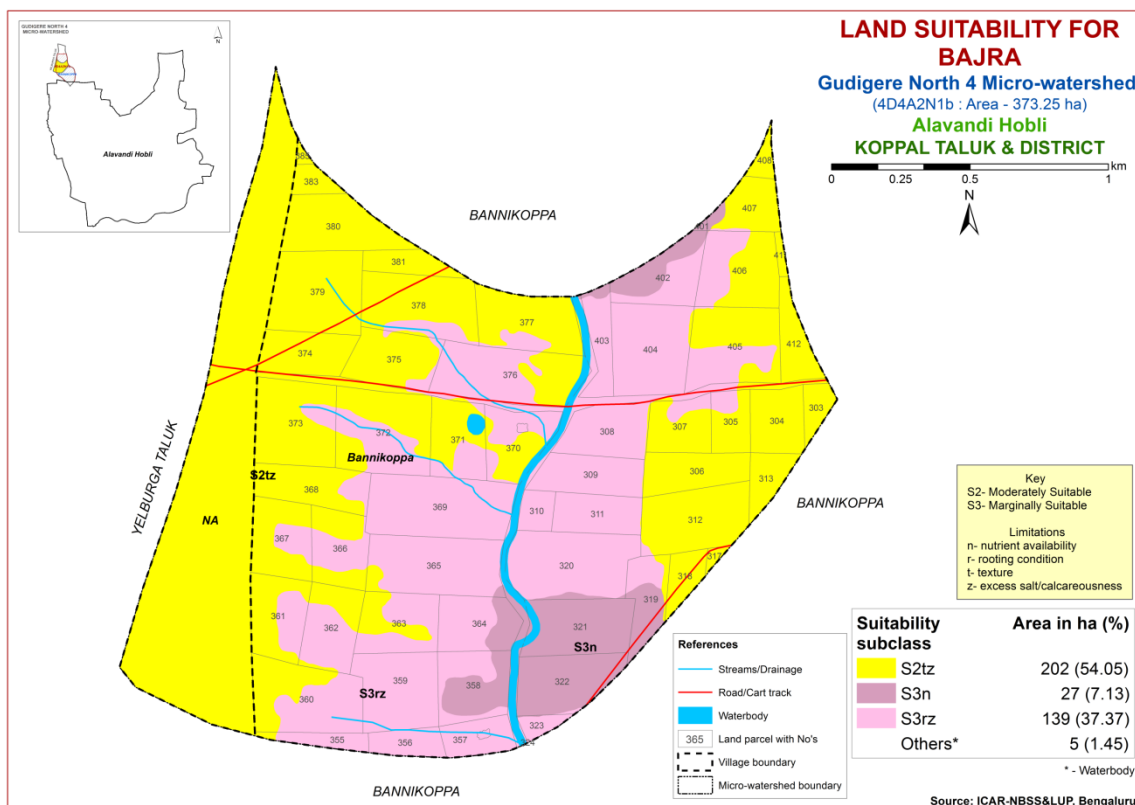 GUDIGERE NORTH 4
MICRO-WATERSHED
N
Alavandi Hobli
LAND SUITABILITY FOR
BAJRA
Gudigere North 4 Micro-watershed
(4D4A2N1b : Area - 373.25 ha)
Alavandi Hobli
KOPPAL TALUK & DISTRICT
km
0 0.25 0.5 1
N
BANNIKOPPA
383
380
381
379
378
377
374
375
376
408
407
401
402
406
403
404
405
412
373
372
371
370
Bannikoppa
308
307
305
304
303
S2tz
368
369
309
306
313
BANNIKOPPA
YELBURGA TALUK
NA
310
311
312
367
366
365
320
317
318
319
361
362
363
364
321
S3n
359
358
322
S3rz
360
323
355
356
357
BANNIKOPPA
Key
S2- Moderately Suitable
S3- Marginally Suitable
Limitations
n- nutrient availability
r- rooting condition
t- texture
z- excess salt/calcareousness
References
Streams/Drainage
Road/Cart track
Waterbody
365 Land parcel with No's
Village boundary
Micro-watershed boundary
Suitability subclass Area in ha (%)
S2tz 202 (54.05)
S3n 27 (7.13)
S3rz 139 (37.37)
Others* 5 (1.45)
* - Waterbody
Source: ICAR-NBSS&LUP, Bengaluru